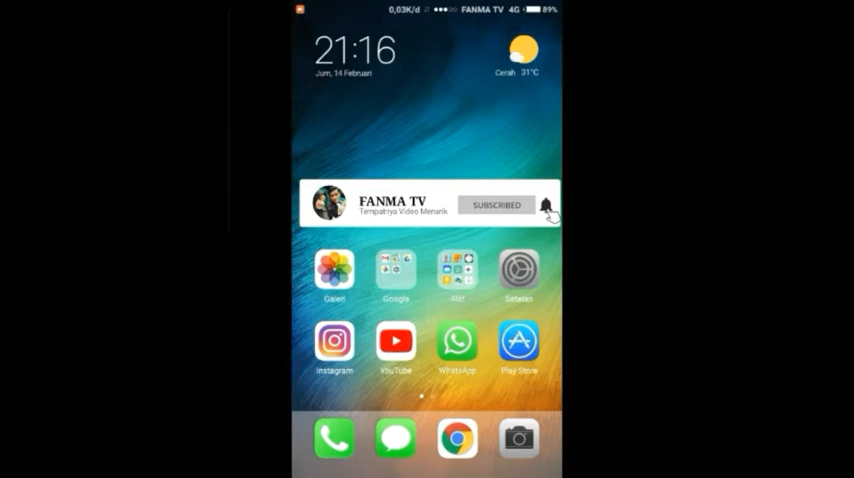 0,03K/d FANMA TV 4G 89%
21:16
Jum, 14 Februari
Cerah 31°C
FANMA TV
Tempatnya Video Menarik
SUBSCRIBED
Galeri Google Alat Setelan
Instagram YouTube WhatsApp Play Store